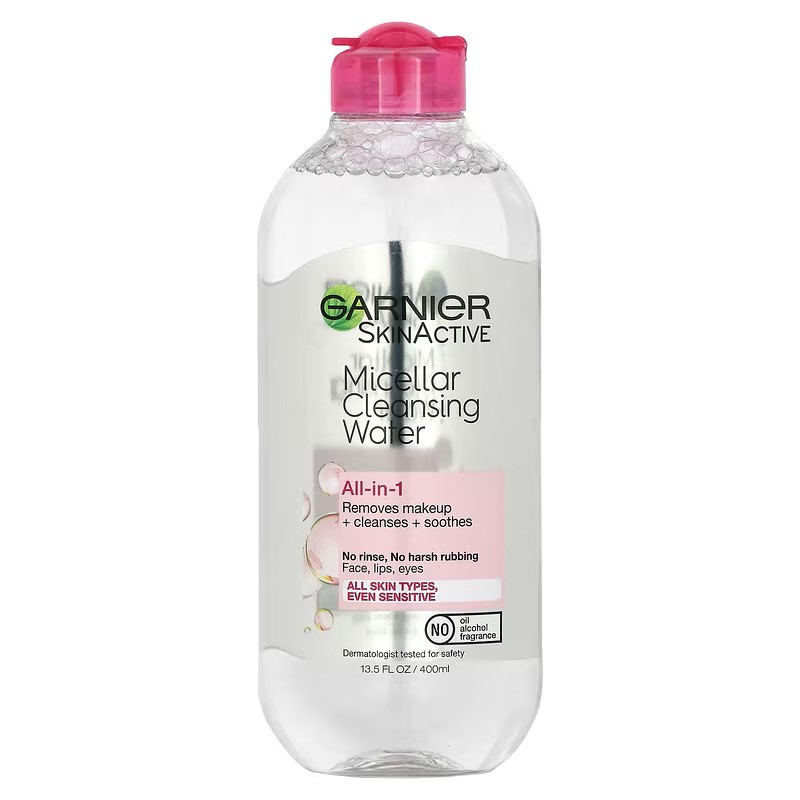 GARNIER
SKINACTIVE
Micellar
Cleansing
Water
All-in-1
Removes makeup
+ cleanses + soothes
No rinse, No harsh rubbing
Face, lips, eyes
ALL SKIN TYPES,
EVEN SENSITIVE
NO
oil
alcohol
fragrance
Dermatologist tested for safety
13.5 FL OZ / 400ml